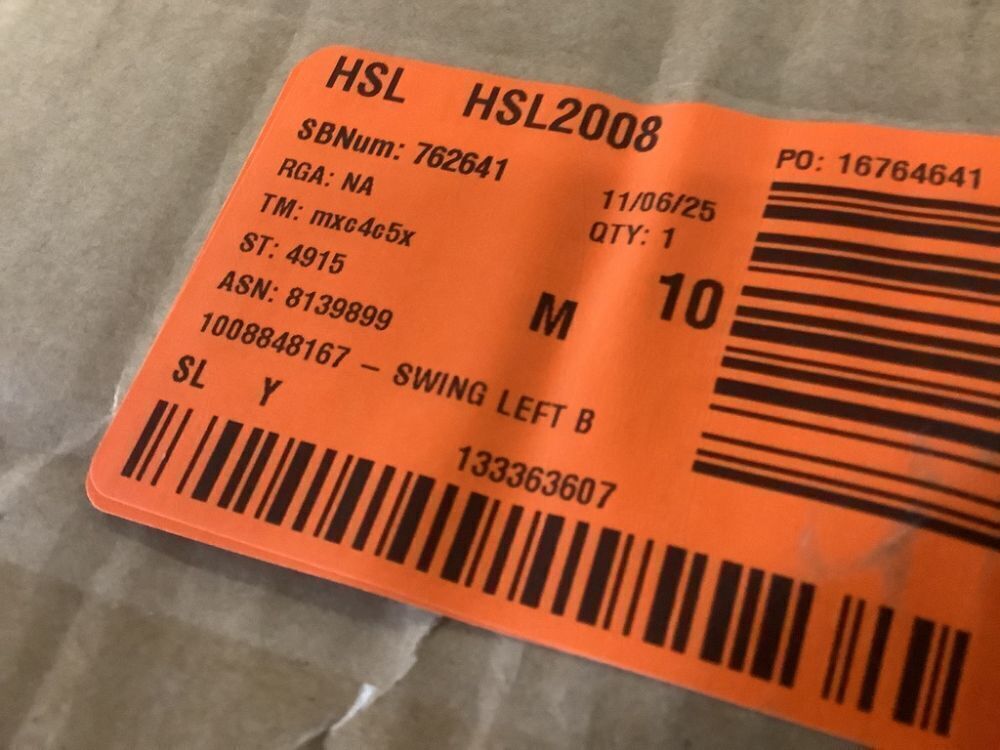 HSL HSL2008
SBNum: 762641
PO: 16764641
RGA: NA
11/06/25
TM: mxc4c5x
QTY: 1
ST: 4915
M 10
ASN: 8139899
1008848167 - SWING LEFT B
SL Y
133363607